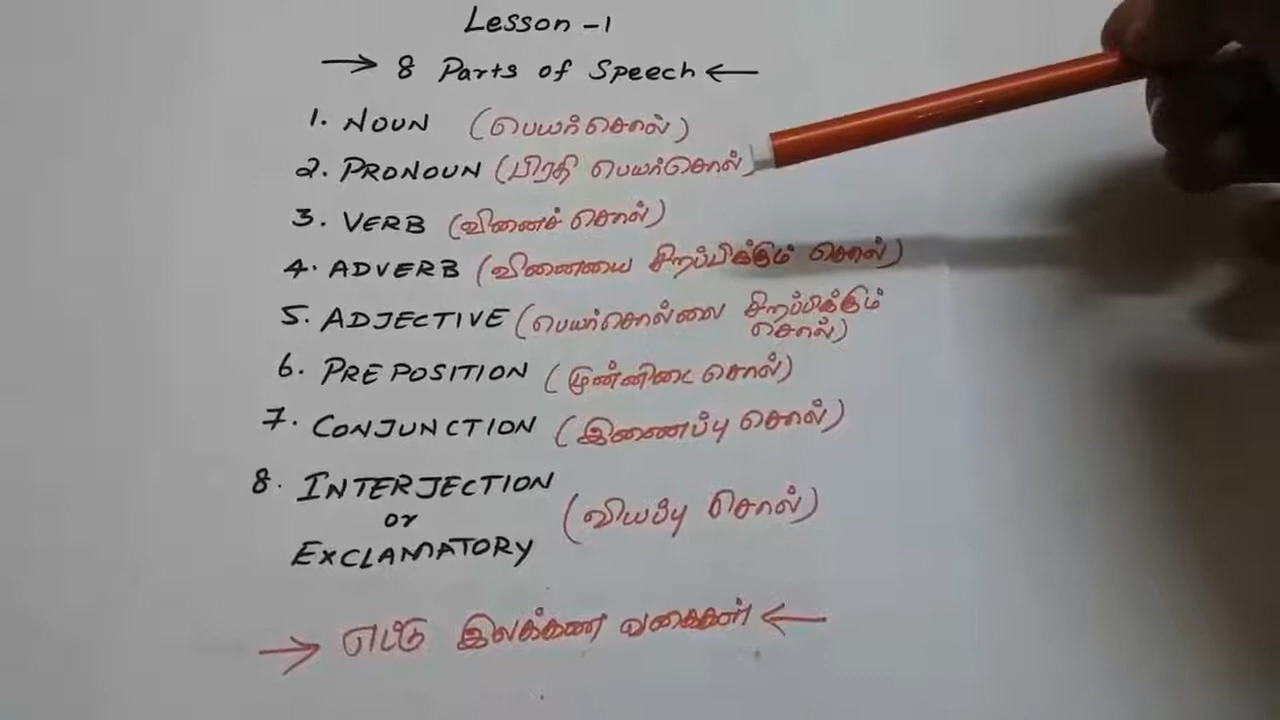 Lesson -1
→ 8 Parts of Speech ←
1. NOUN (பெயர்சொல்)
2. PRONOUN (பிரதி பெயர்சொல்)
3. VERB (வினைச் சொல்)
4. ADVERB (வினையை சிறப்பிக்கும் சொல்)
5. ADJECTIVE (பெயர்சொல்லை சிறப்பிக்கும்
சொல்)
6. PREPOSITION (முன்னிடை சொல்)
7. CONJUNCTION (இணைப்பு சொல்)
8. INTERJECTION
or
EXCLAMATORY (வியப்பு சொல்)
→ எட்டு இலக்கண வகைகள் ←